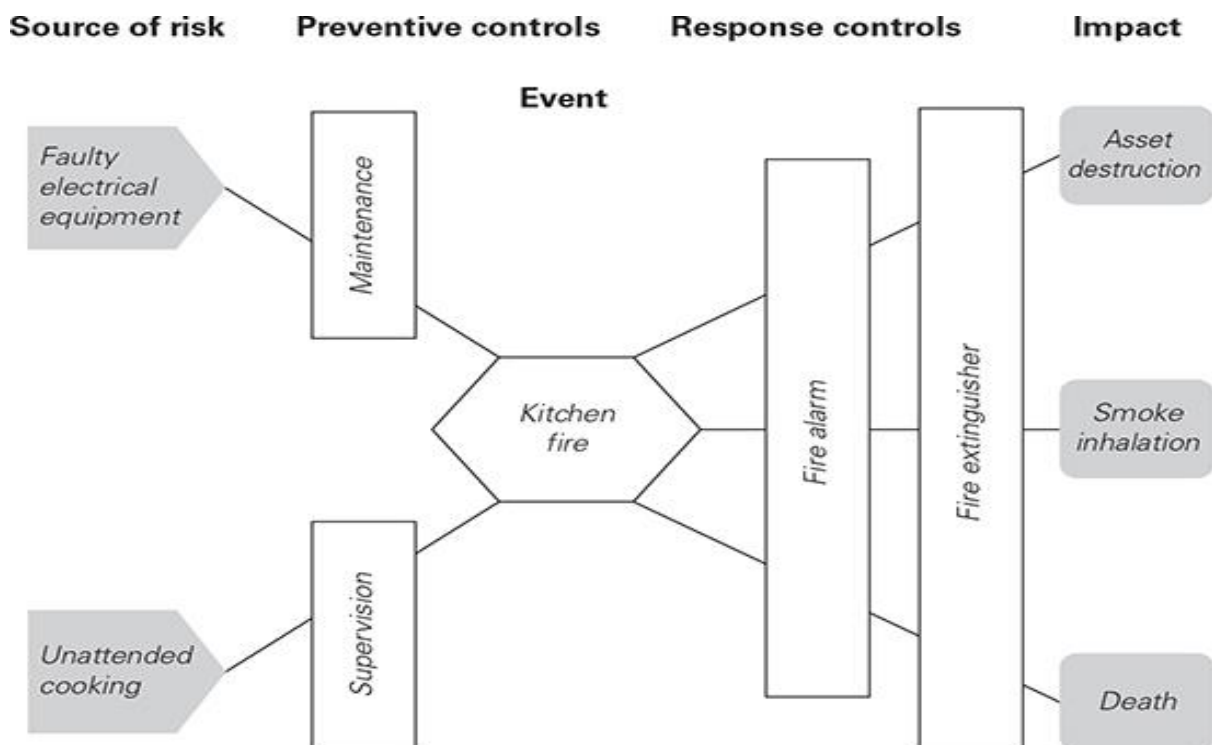 Source of risk
Preventive controls
Response controls
Impact
Event
Faulty
electrical
equipment
Maintenance
Unattended
cooking
Supervision
Kitchen
fire
Fire alarm
Fire extinguisher
Asset
destruction
Smoke
inhalation
Death